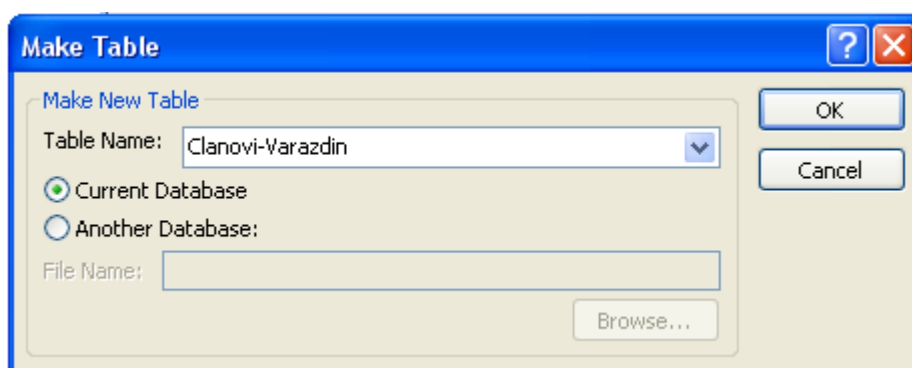 Make Table
Make New Table
OK
Table Name: Clanovi-Varazdin
Cancel
Current Database
Another Database:
File Name:
Browse...